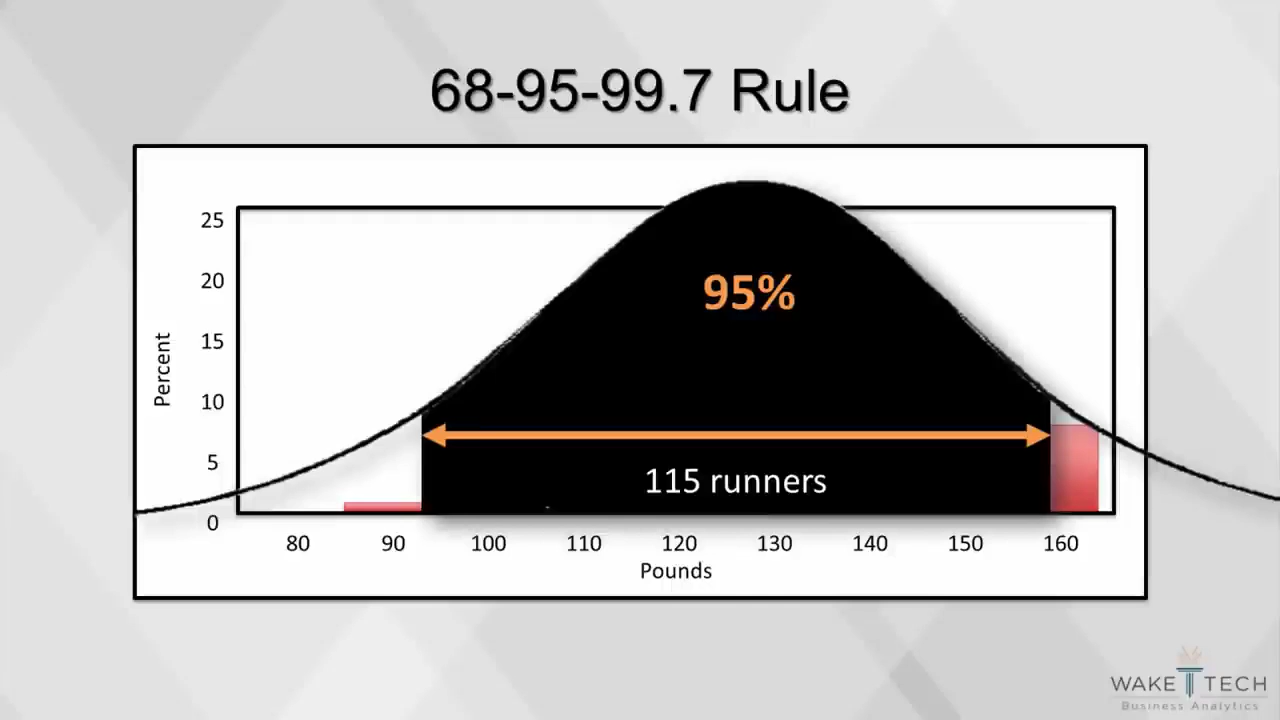 68-95-99.7 Rule
25
20
15
10
5
0
Percent
95%
115 runners
80 90 100 110 120 130 140 150 160
Pounds
WAKE TECH
Business Analytics